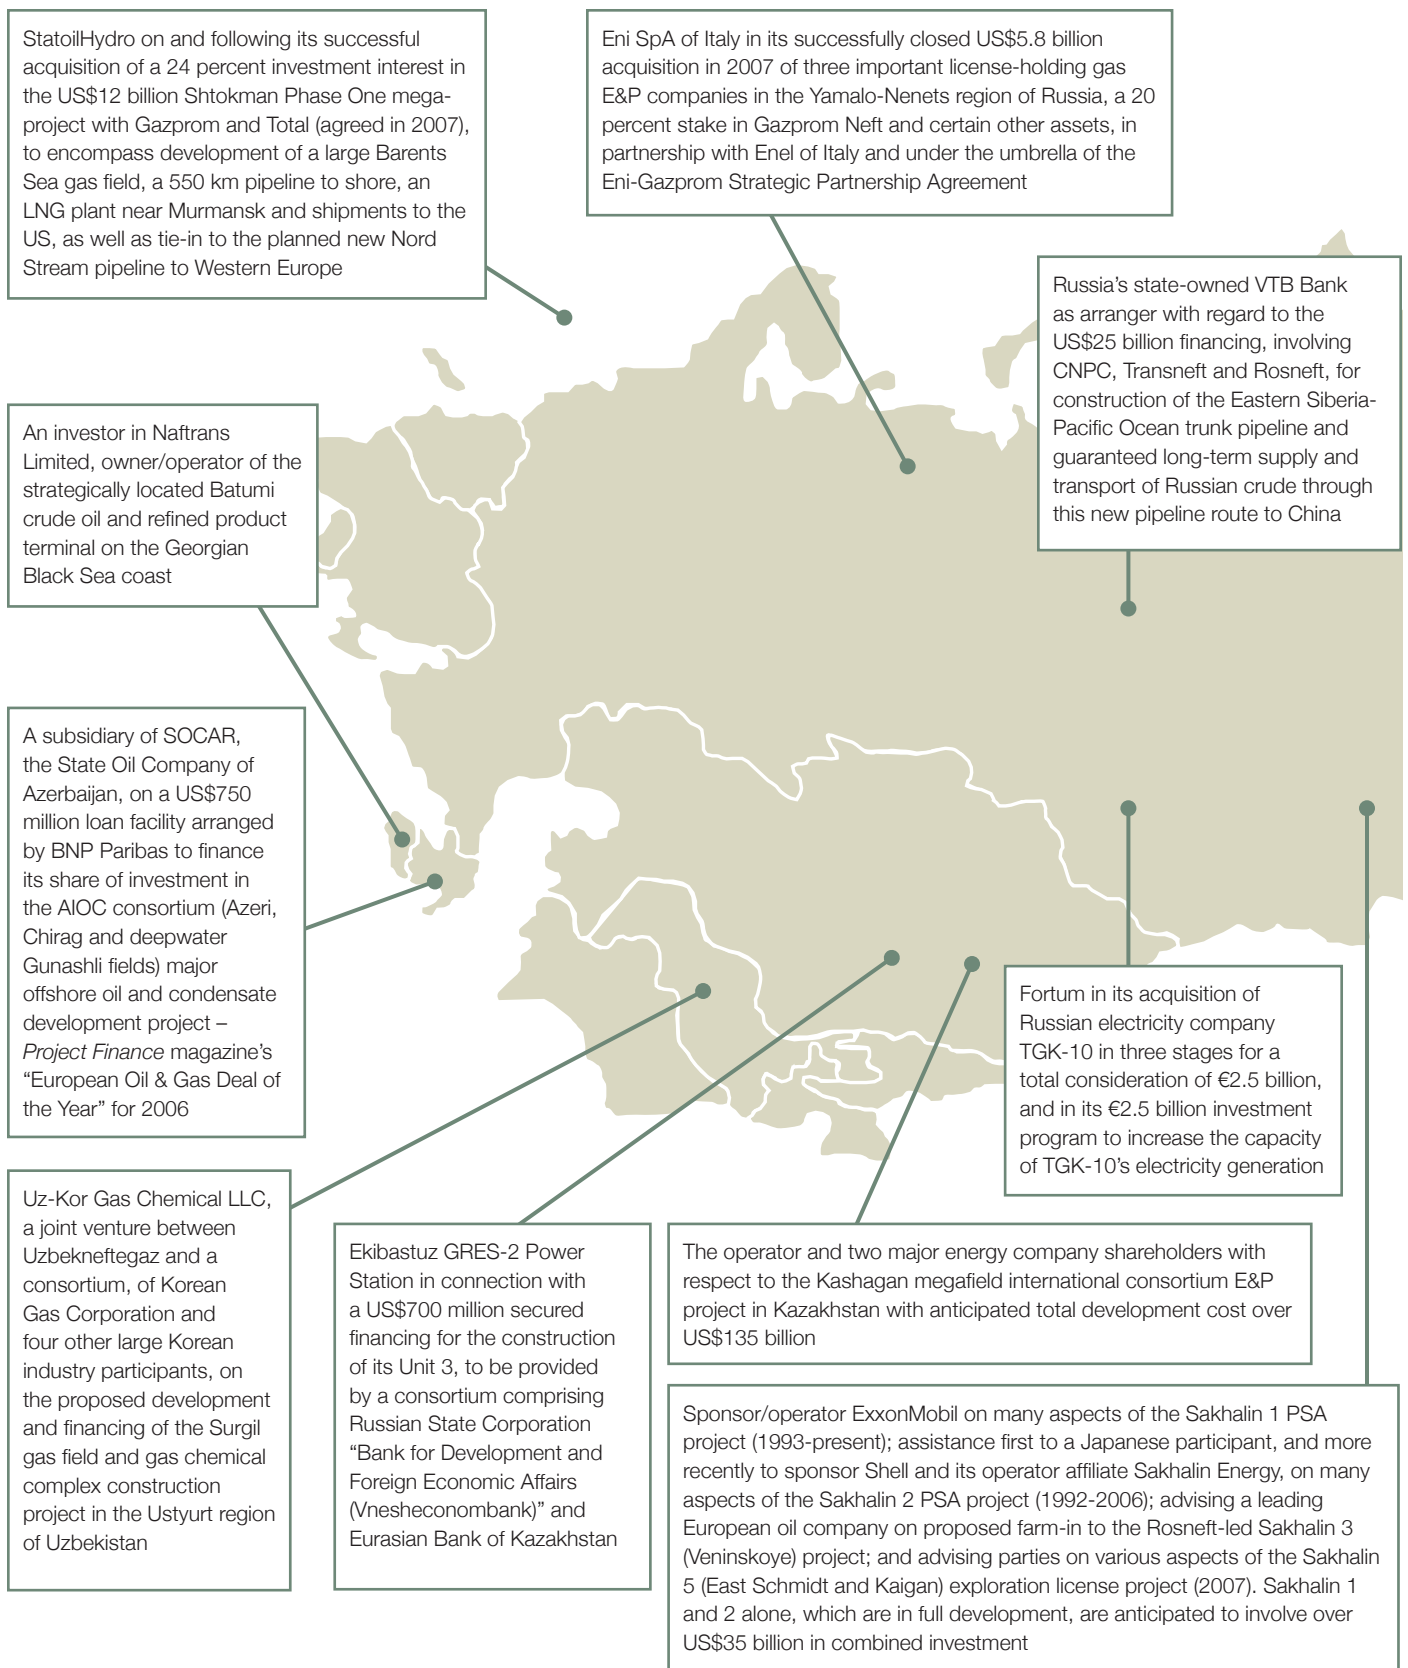 StatoilHydro on and following its successful
acquisition of a 24 percent investment interest in
the US$12 billion Shtokman Phase One mega-
project with Gazprom and Total (agreed in 2007),
to encompass development of a large Barents
Sea gas field, a 550 km pipeline to shore, an
LNG plant near Murmansk and shipments to the
US, as well as tie-in to the planned new Nord
Stream pipeline to Western Europe
Eni SpA of Italy in its successfully closed US$5.8 billion
acquisition in 2007 of three important license-holding gas
E&P companies in the Yamalo-Nenets region of Russia, a 20
percent stake in Gazprom Neft and certain other assets, in
partnership with Enel of Italy and under the umbrella of the
Eni-Gazprom Strategic Partnership Agreement
Russia’s state-owned VTB Bank
as arranger with regard to the
US$25 billion financing, involving
CNPC, Transneft and Rosneft, for
construction of the Eastern Siberia-
Pacific Ocean trunk pipeline and
guaranteed long-term supply and
transport of Russian crude through
this new pipeline route to China
An investor in Naftrans
Limited, owner/operator of the
strategically located Batumi
crude oil and refined product
terminal on the Georgian
Black Sea coast
A subsidiary of SOCAR,
the State Oil Company of
Azerbaijan, on a US$750
million loan facility arranged
by BNP Paribas to finance
its share of investment in
the AIOC consortium (Azeri,
Chirag and deepwater
Gunashli fields) major
offshore oil and condensate
development project –
Project Finance magazine’s
“European Oil & Gas Deal of
the Year” for 2006
Fortum in its acquisition of
Russian electricity company
TGK-10 in three stages for a
total consideration of €2.5 billion,
and in its €2.5 billion investment
program to increase the capacity
of TGK-10’s electricity generation
Uz-Kor Gas Chemical LLC,
a joint venture between
Uzbekneftegaz and a
consortium, of Korean
Gas Corporation and
four other large Korean
industry participants, on
the proposed development
and financing of the Surgil
gas field and gas chemical
complex construction
project in the Ustyurt region
of Uzbekistan
Ekibastuz GRES-2 Power
Station in connection with
a US$700 million secured
financing for the construction
of its Unit 3, to be provided
by a consortium comprising
Russian State Corporation
“Bank for Development and
Foreign Economic Affairs
(Vnesheconombank)” and
Eurasian Bank of Kazakhstan
The operator and two major energy company shareholders with
respect to the Kashagan megafield international consortium E&P
project in Kazakhstan with anticipated total development cost over
US$135 billion
Sponsor/operator ExxonMobil on many aspects of the Sakhalin 1 PSA
project (1993-present); assistance first to a Japanese participant, and more
recently to sponsor Shell and its operator affiliate Sakhalin Energy, on many
aspects of the Sakhalin 2 PSA project (1992-2006); advising a leading
European oil company on proposed farm-in to the Rosneft-led Sakhalin 3
(Veninskoye) project; and advising parties on various aspects of the Sakhalin
5 (East Schmidt and Kaigan) exploration license project (2007). Sakhalin 1
and 2 alone, which are in full development, are anticipated to involve over
US$35 billion in combined investment